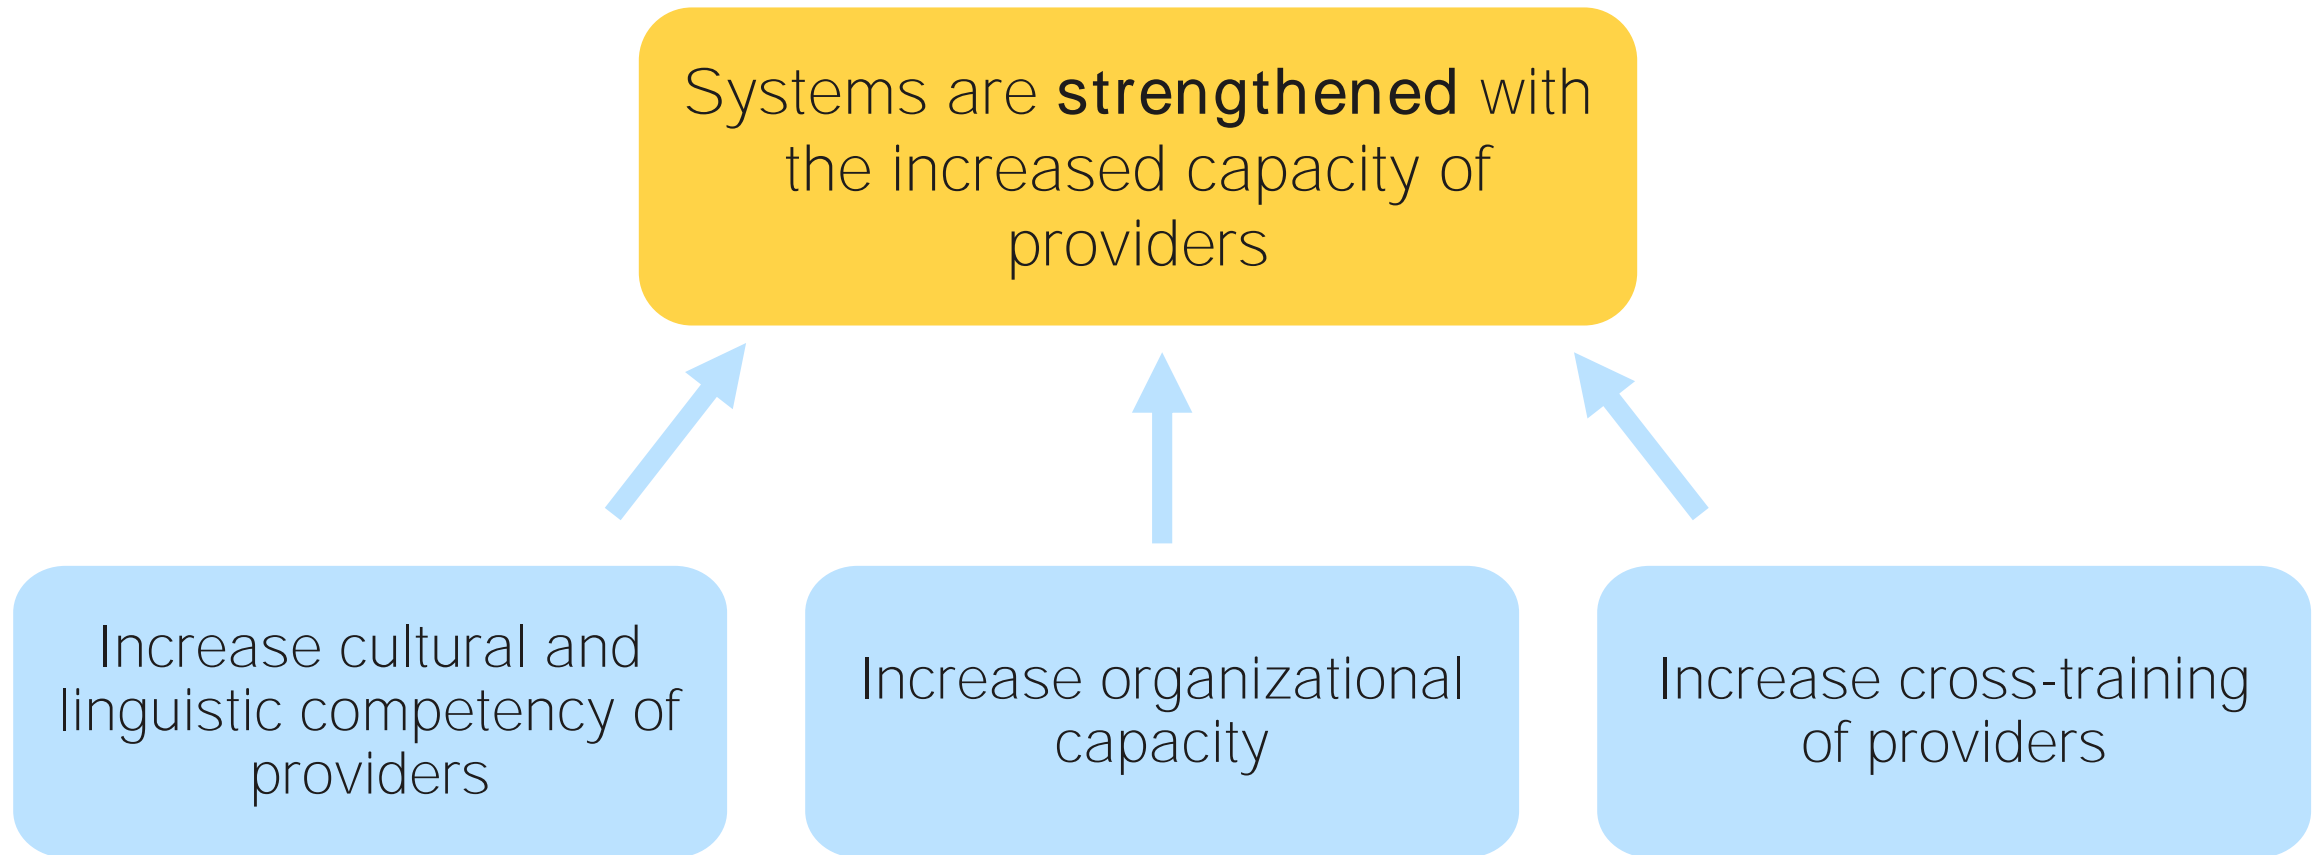 Systems are strengthened with
the increased capacity of
providers
Increase cultural and
linguistic competency of
providers
Increase organizational
capacity
Increase cross-training
of providers